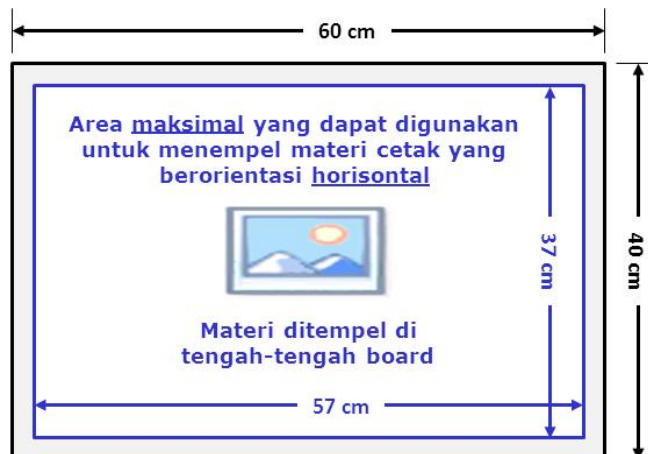 60 cm
Area maksimal yang dapat digunakan
untuk menempel materi cetak yang
berorientasi horisontal
37 cm
40 cm
Materi ditempel di
tengah-tengah board
57 cm